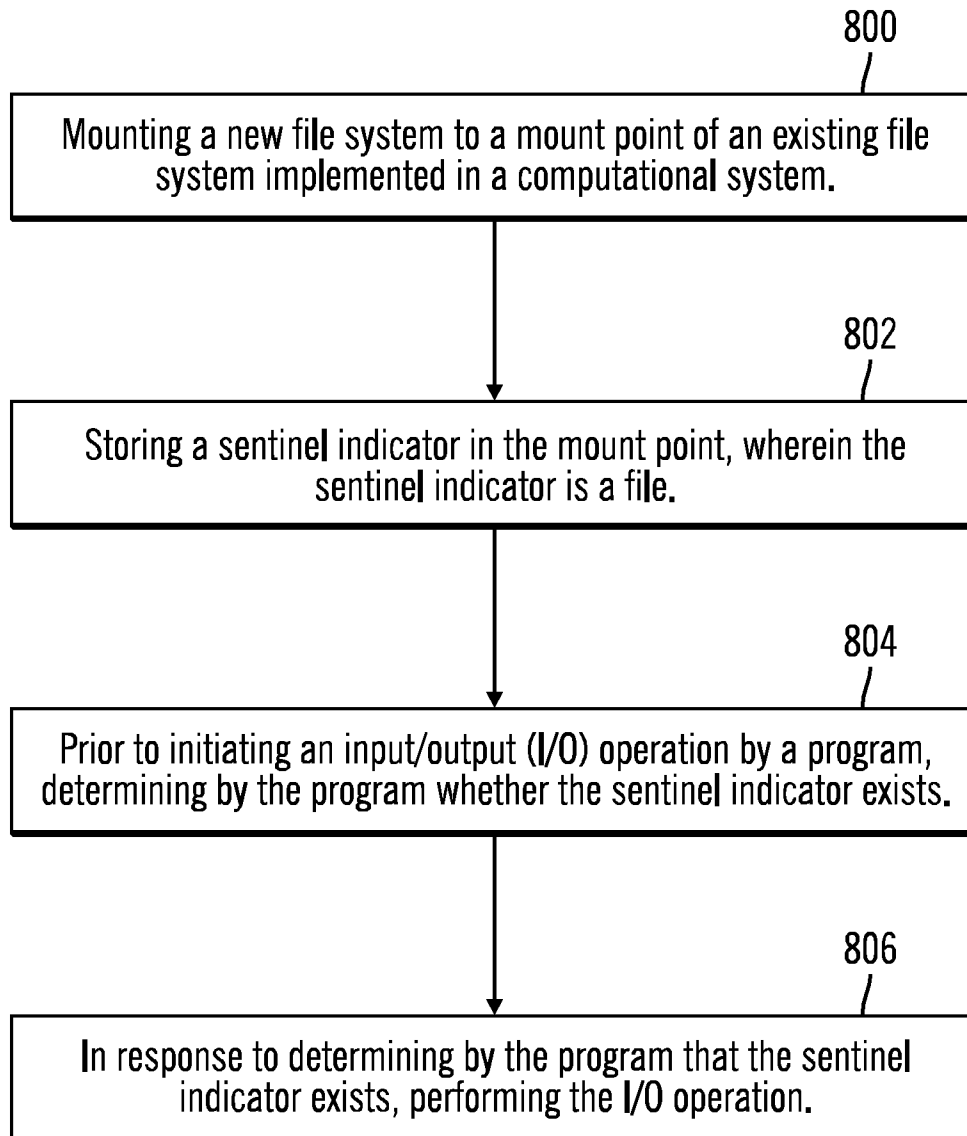 800
Mounting a new file system to a mount point of an existing file
system implemented in a computational system.
802
Storing a sentinel indicator in the mount point, wherein the
sentinel indicator is a file.
804
Prior to initiating an input/output (I/O) operation by a program,
determining by the program whether the sentinel indicator exists.
806
In response to determining by the program that the sentinel
indicator exists, performing the I/O operation.